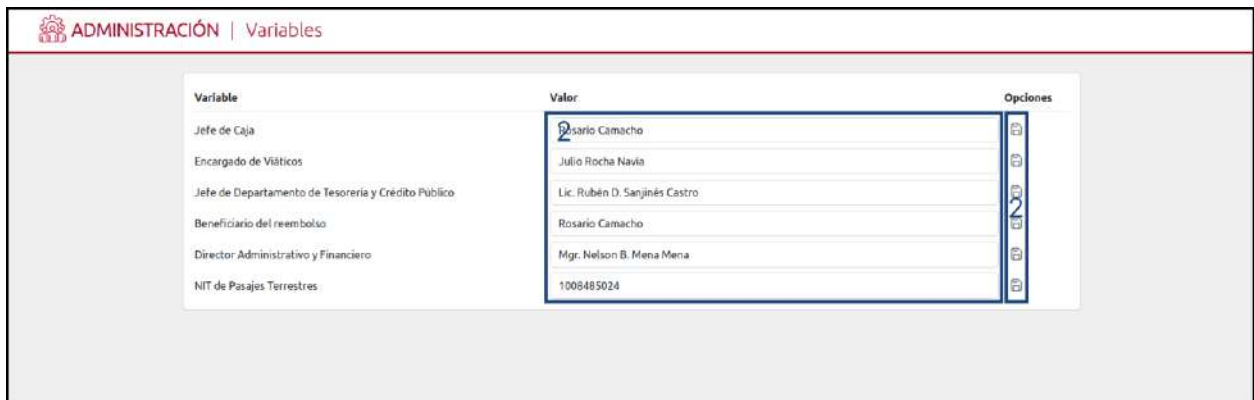 ADMINISTRACIÓN | Variables
Variable Valor Opciones
Jefe de Caja 2 Rosario Camacho
Encargado de Viáticos Julio Rocha Navia
Jefe de Departamento de Tesorería y Crédito Público Lic. Rubén D. Sanjinés Castro
2
Beneficiario del reembolso Rosario Camacho
Director Administrativo y Financiero Mgr. Nelson B. Mena Mena
NIT de Pasajes Terrestres 1008485024